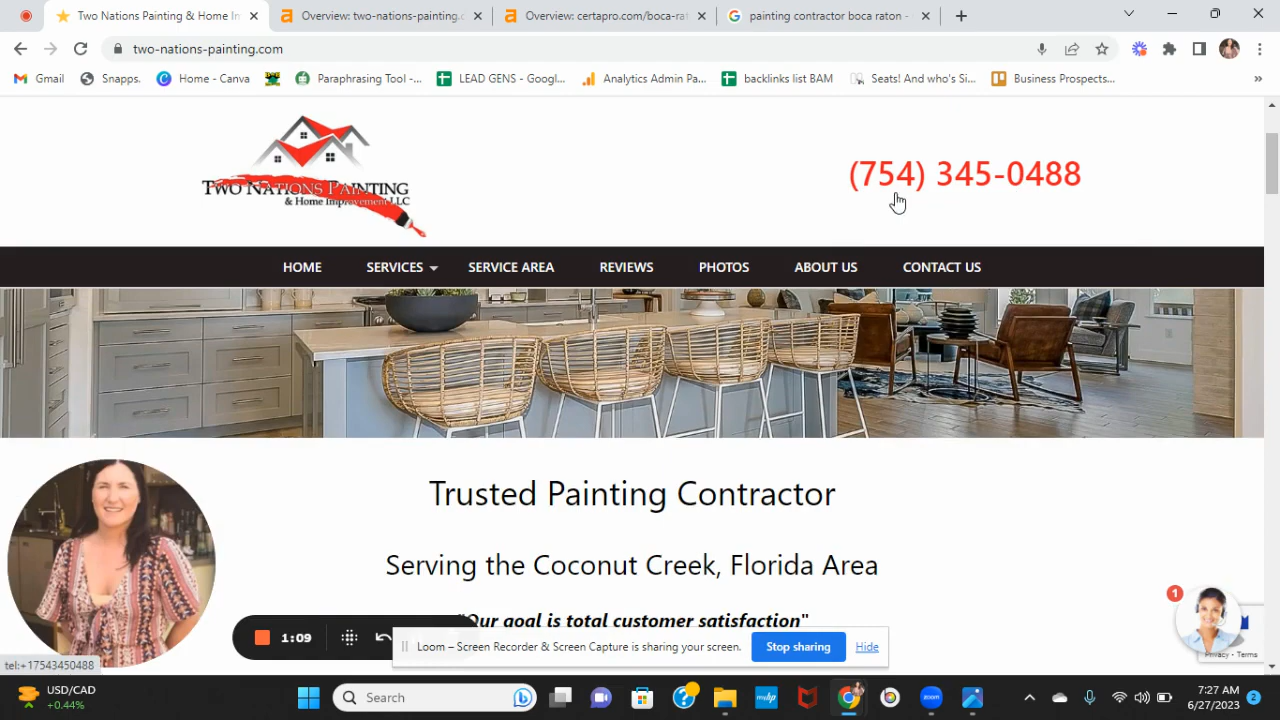 Two Nations Painting & Home Im
Overview: two-nations-painting.c
Overview: certapro.com/boca-rat
painting contractor boca raton -
two-nations-painting.com
Gmail
Snapps.
Home - Canva
Paraphrasing Tool -...
LEAD GENS - Googl...
Analytics Admin Pa...
backlinks list BAM
Seats! And who's Si...
Business Prospects...
»
TWO NATIONS PAINTING
& Home Improvement LLC
(754) 345-0488
HOME
SERVICES
SERVICE AREA
REVIEWS
PHOTOS
ABOUT US
CONTACT US
Trusted Painting Contractor
Serving the Coconut Creek, Florida Area
"Our goal is total customer satisfaction"
1
1:09
Loom – Screen Recorder & Screen Capture is sharing your screen.
Stop sharing
Hide
Privacy - Terms
tel:+17543450488
USD/CAD
+0.44%
Search
myhp
zoom
7:27 AM
6/27/2023
2